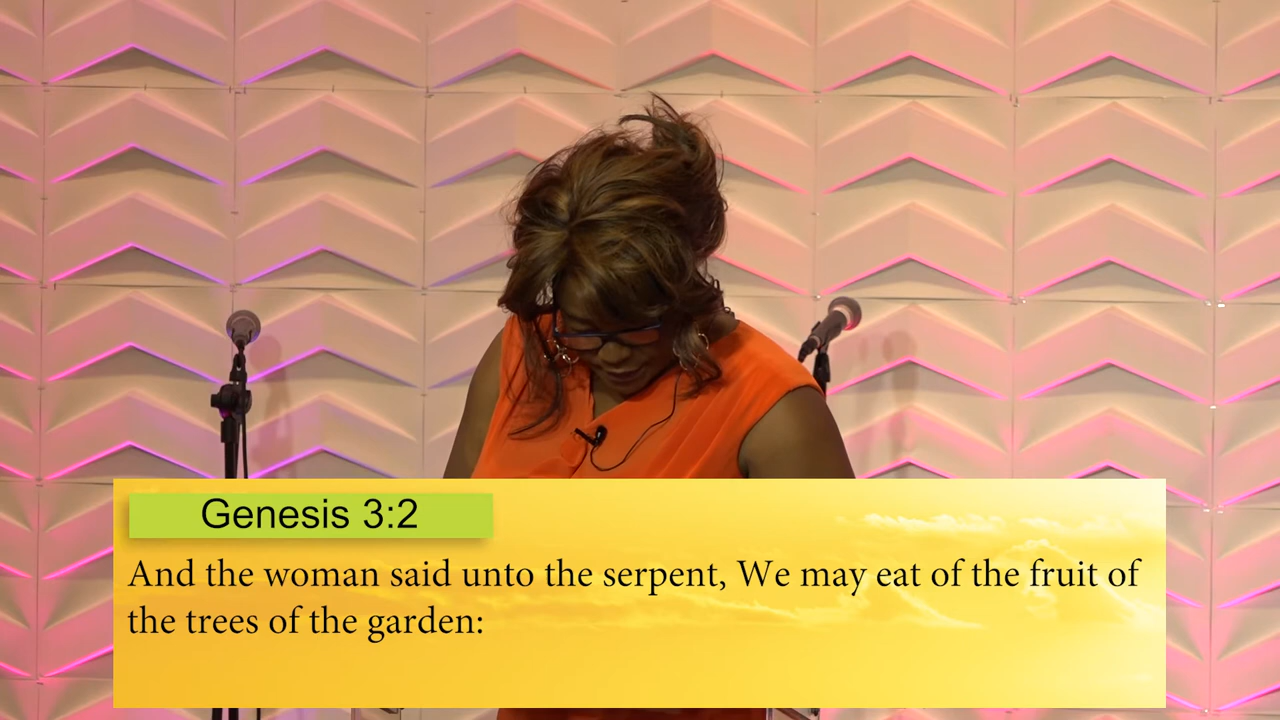 Genesis 3:2
And the woman said unto the serpent, We may eat of the fruit of
the trees of the garden: